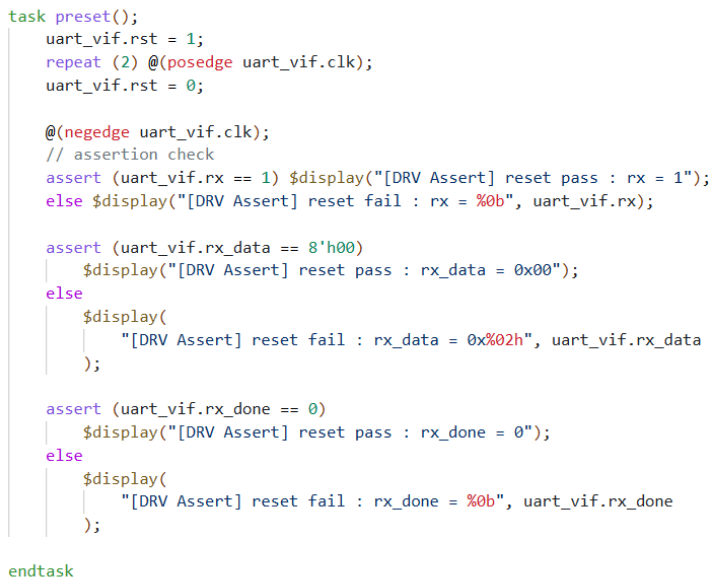 task preset();
    uart_vif.rst = 1;
    repeat (2) @(posedge uart_vif.clk);
    uart_vif.rst = 0;

    @(negedge uart_vif.clk);
    // assertion check
    assert (uart_vif.rx == 1) $display("[DRV Assert] reset pass : rx = 1");
    else $display("[DRV Assert] reset fail : rx = %0b", uart_vif.rx);

    assert (uart_vif.rx_data == 8'h00)
        $display("[DRV Assert] reset pass : rx_data = 0x00");
    else
        $display(
            "[DRV Assert] reset fail : rx_data = 0x%02h", uart_vif.rx_data
        );

    assert (uart_vif.rx_done == 0)
        $display("[DRV Assert] reset pass : rx_done = 0");
    else
        $display(
            "[DRV Assert] reset fail : rx_done = %0b", uart_vif.rx_done
        );

endtask